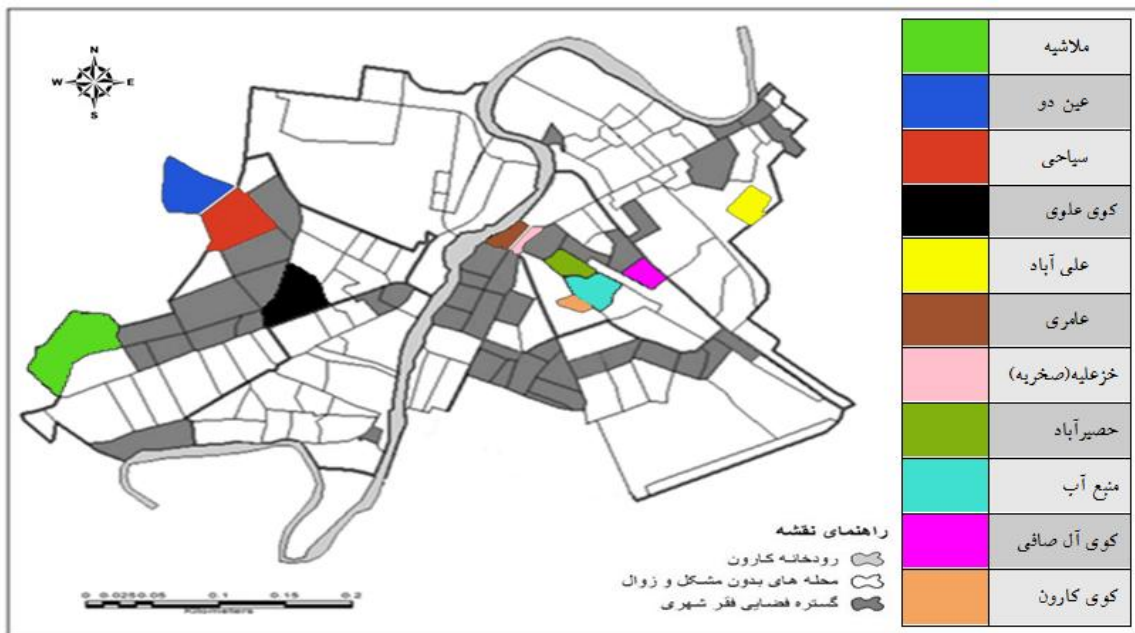 N
W E
S
ملاشیه
عین دو
سیاحی
کوی علوی
علی آباد
عامری
خزعلیه(صخریه)
حصیرآباد
منبع آب
کوی آل صافی
کوی کارون
راهنمای نقشه
رودخانه کارون
محله های بدون مشکل و زوال
گستره فضایی فقر شهری
0 0.025 0.05 0.1 0.15 0.2
Kilometers